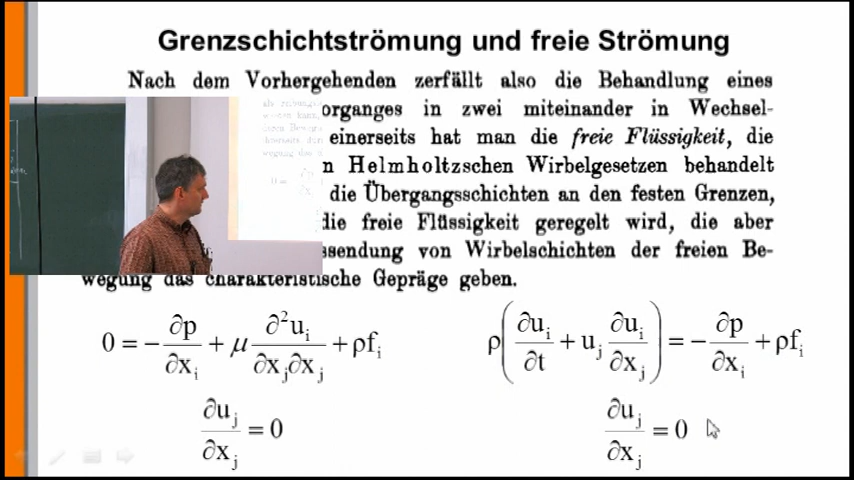 Grenzschichtströmung und freie Strömung
Nach dem Vorhergehenden zerfällt also die Behandlung eines
organges in zwei miteinander in Wechsel-
einerseits hat man die freie Flüssigkeit, die
n Helmholtzschen Wirbelgesetzen behandelt
die Übergangsschichten an den festen Grenzen,
die freie Flüssigkeit geregelt wird, die aber
ssendung von Wirbelschichten der freien Be-
wegung das charakteristische Gepräge geben.
0 = −∂p/∂x_i + μ ∂²u_i/∂x_j∂x_j + ρf_i
ρ(∂u_i/∂t + u_j ∂u_i/∂x_j) = −∂p/∂x_i + ρf_i
∂u_j/∂x_j = 0
∂u_j/∂x_j = 0